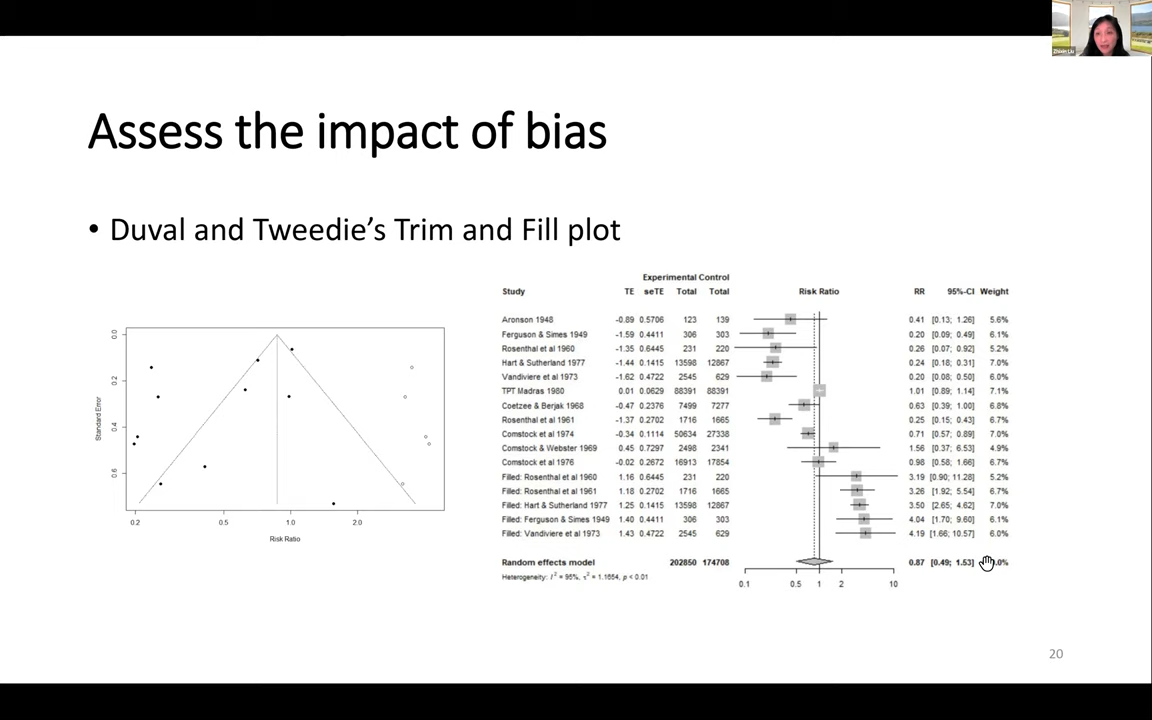 Zhixin Liu
Assess the impact of bias
• Duval and Tweedie's Trim and Fill plot
Experimental Control
Study TE seTE Total Total Risk Ratio RR 95%-CI Weight
Aronson 1948 -0.89 0.5706 123 139 0.41 [0.13; 1.26] 5.6%
Ferguson & Simes 1949 -1.59 0.4411 306 303 0.20 [0.09; 0.49] 6.1%
Rosenthal et al 1960 -1.35 0.6445 231 220 0.26 [0.07; 0.92] 5.2%
Hart & Sutherland 1977 -1.44 0.1415 13598 12867 0.24 [0.18; 0.31] 7.0%
Vandiviere et al 1973 -1.62 0.4722 2545 629 0.20 [0.08; 0.50] 6.0%
TPT Madras 1980 0.01 0.0629 88391 88391 1.01 [0.89; 1.14] 7.1%
Coetzee & Berjak 1968 -0.47 0.2376 7499 7277 0.63 [0.39; 1.00] 6.8%
Rosenthal et al 1961 -1.37 0.2702 1716 1665 0.25 [0.15; 0.43] 6.7%
Comstock et al 1974 -0.34 0.1114 50634 27338 0.71 [0.57; 0.89] 7.0%
Comstock & Webster 1969 0.45 0.7297 2498 2341 1.56 [0.37; 6.53] 4.9%
Comstock et al 1976 -0.02 0.2672 16913 17854 0.98 [0.58; 1.66] 6.7%
Filled: Rosenthal et al 1960 1.16 0.6445 231 220 3.19 [0.90; 11.28] 5.2%
Filled: Rosenthal et al 1961 1.18 0.2702 1716 1665 3.26 [1.92; 5.54] 6.7%
Filled: Hart & Sutherland 1977 1.25 0.1415 13598 12867 3.50 [2.65; 4.62] 7.0%
Filled: Ferguson & Simes 1949 1.40 0.4411 306 303 4.04 [1.70; 9.60] 6.1%
Filled: Vandiviere et al 1973 1.43 0.4722 2545 629 4.19 [1.66; 10.57] 6.0%
Random effects model 202850 174708 0.87 [0.49; 1.53]
Heterogeneity: I² = 95%, τ² = 1.1654, p < 0.01
0.1 0.5 1 2 10
Standard Error
0.0
0.2
0.4
0.6
0.2 0.5 1.0 2.0
Risk Ratio
20